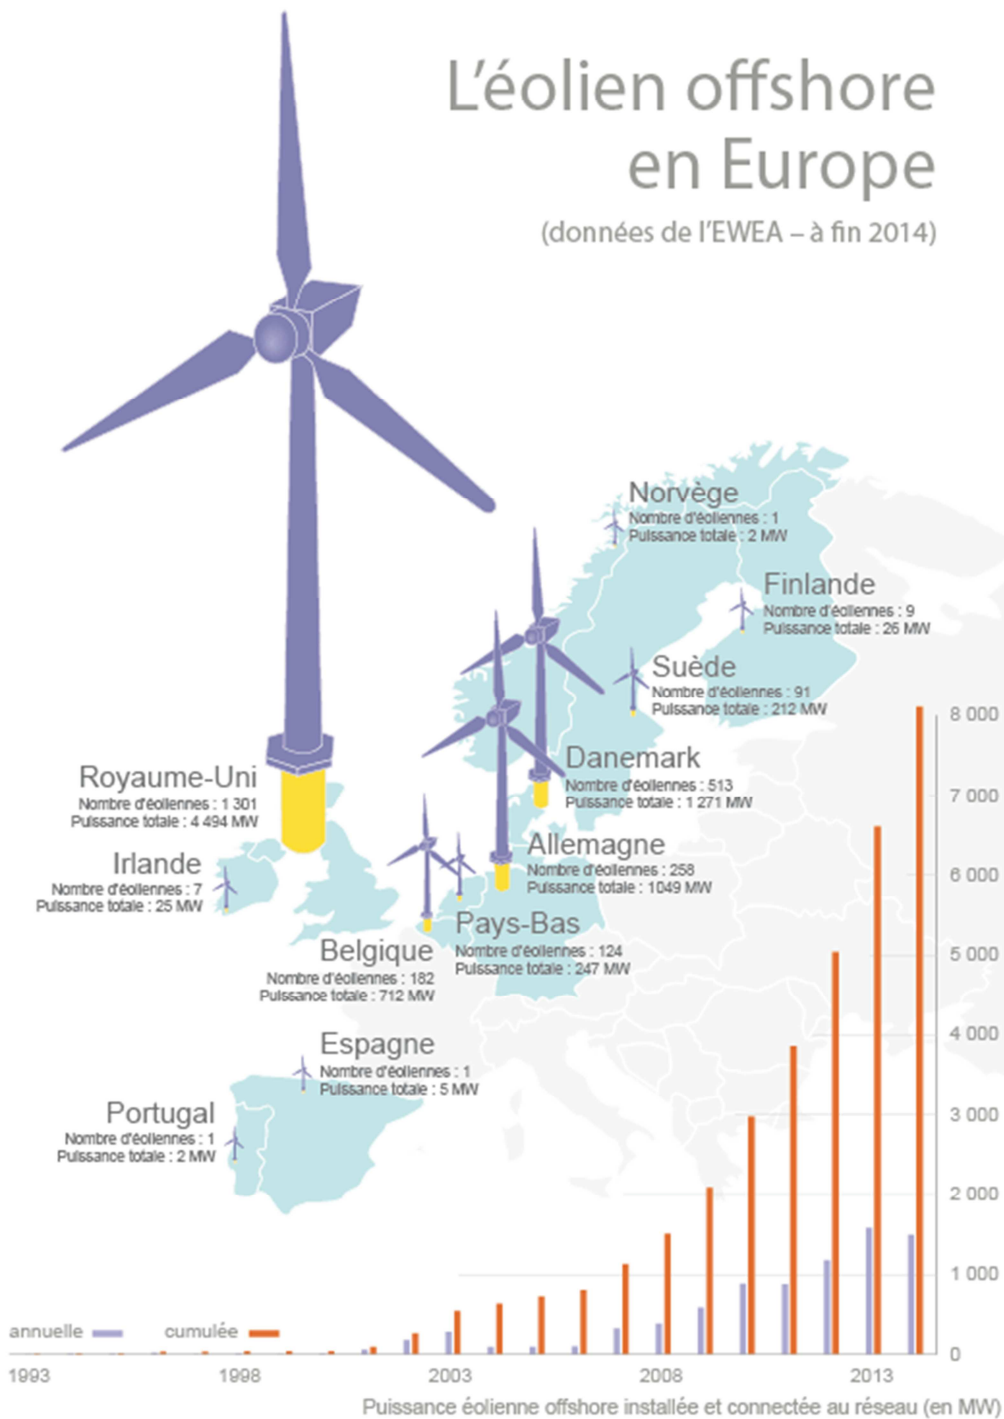 L'éolien offshore
en Europe
(données de l'EWEA – à fin 2014)
Norvège
Nombre d'éoliennes : 1
Puissance totale : 2 MW
Finlande
Nombre d'éoliennes : 9
Puissance totale : 26 MW
Suède
Nombre d'éoliennes : 91
Puissance totale : 212 MW
Danemark
Nombre d'éoliennes : 513
Puissance totale : 1 271 MW
Royaume-Uni
Nombre d'éoliennes : 1 301
Puissance totale : 4 494 MW
Allemagne
Nombre d'éoliennes : 258
Puissance totale : 1049 MW
Irlande
Nombre d'éoliennes : 7
Puissance totale : 25 MW
Pays-Bas
Nombre d'éoliennes : 124
Puissance totale : 247 MW
Belgique
Nombre d'éoliennes : 182
Puissance totale : 712 MW
Espagne
Nombre d'éoliennes : 1
Puissance totale : 5 MW
Portugal
Nombre d'éoliennes : 1
Puissance totale : 2 MW
8 000
7 000
6 000
5 000
4 000
3 000
2 000
1 000
0
annuelle cumulée
1993 1998 2003 2008 2013
Puissance éolienne offshore installée et connectée au réseau (en MW)